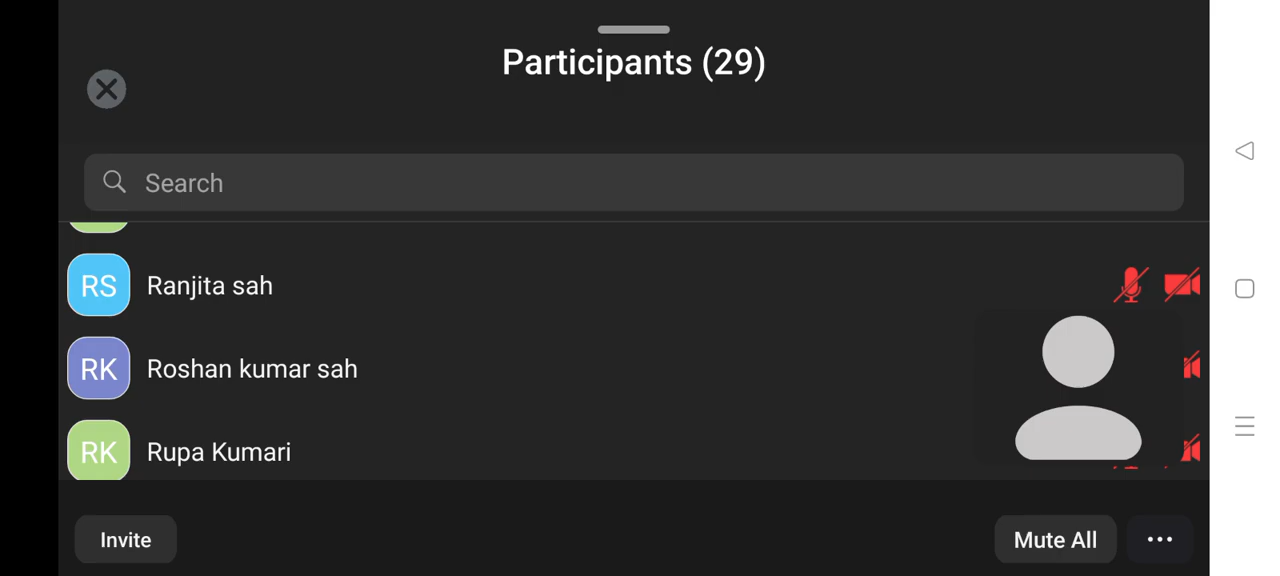 Participants (29)
Search
RS Ranjita sah
RK Roshan kumar sah
RK Rupa Kumari
Invite
Mute All